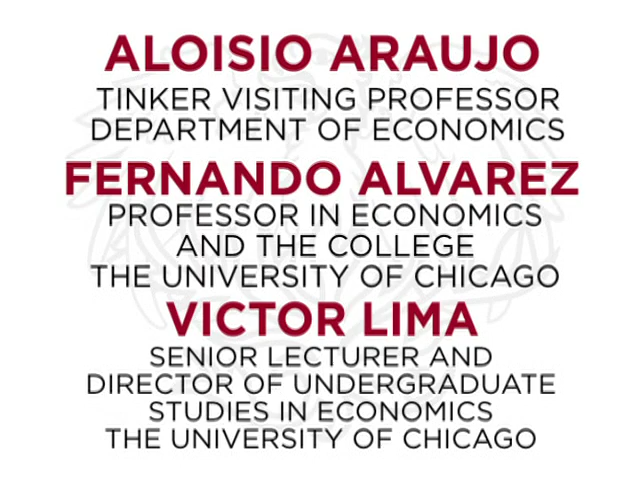 ALOISIO ARAUJO
TINKER VISITING PROFESSOR
DEPARTMENT OF ECONOMICS
FERNANDO ALVAREZ
PROFESSOR IN ECONOMICS
AND THE COLLEGE
THE UNIVERSITY OF CHICAGO
VICTOR LIMA
SENIOR LECTURER AND
DIRECTOR OF UNDERGRADUATE
STUDIES IN ECONOMICS
THE UNIVERSITY OF CHICAGO